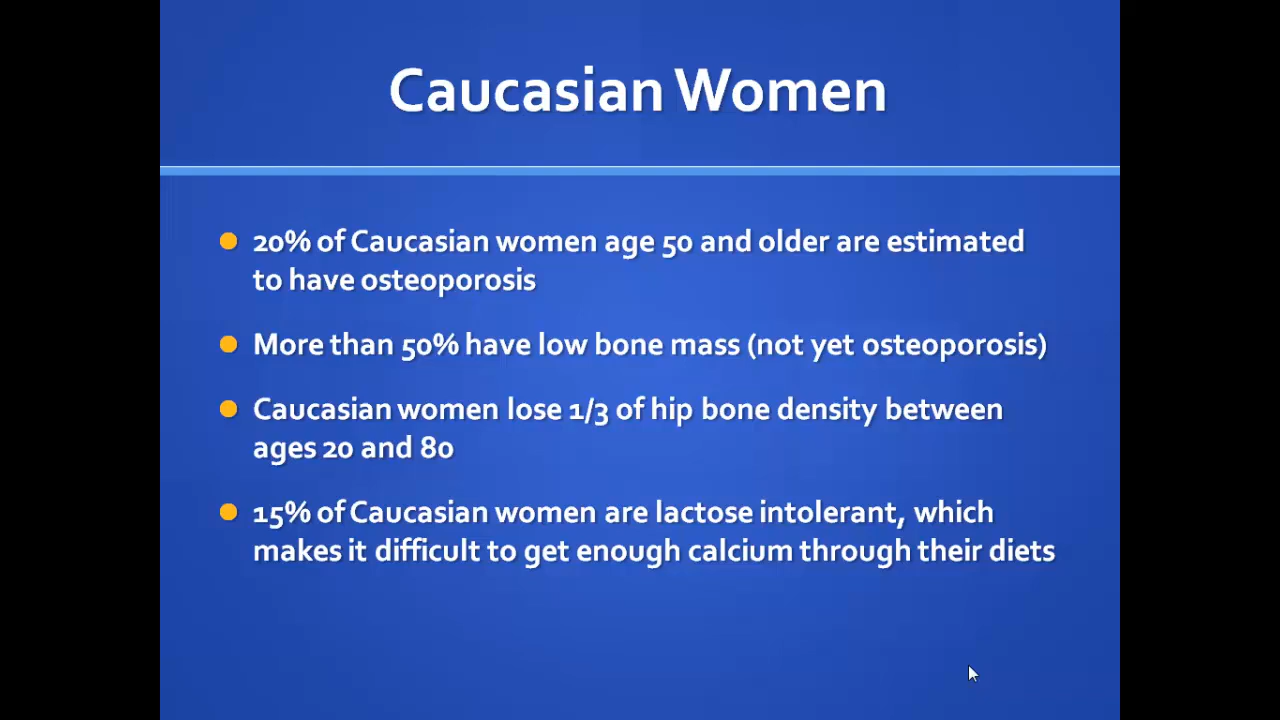 Caucasian Women
20% of Caucasian women age 50 and older are estimated
to have osteoporosis
More than 50% have low bone mass (not yet osteoporosis)
Caucasian women lose 1/3 of hip bone density between
ages 20 and 80
15% of Caucasian women are lactose intolerant, which
makes it difficult to get enough calcium through their diets